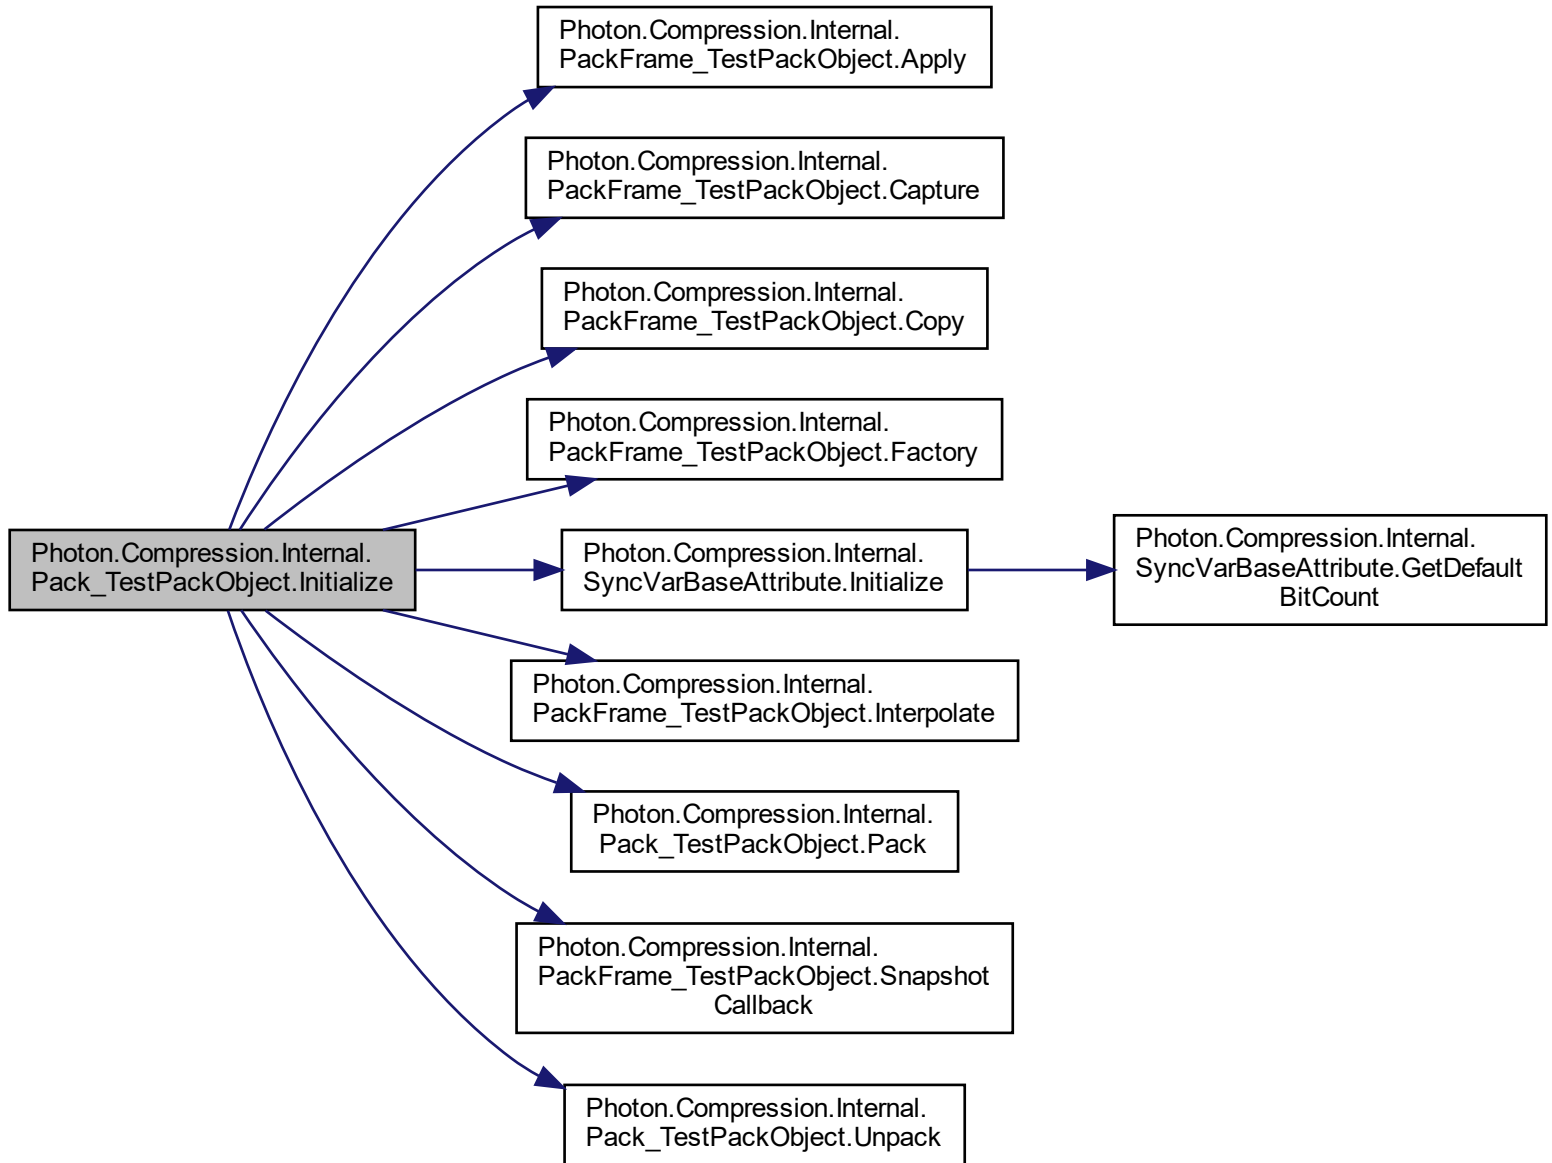 Photon.Compression.Internal.
PackFrame_TestPackObject.Apply
Photon.Compression.Internal.
PackFrame_TestPackObject.Capture
Photon.Compression.Internal.
PackFrame_TestPackObject.Copy
Photon.Compression.Internal.
PackFrame_TestPackObject.Factory
Photon.Compression.Internal.
Pack_TestPackObject.Initialize
Photon.Compression.Internal.
SyncVarBaseAttribute.Initialize
Photon.Compression.Internal.
SyncVarBaseAttribute.GetDefault
BitCount
Photon.Compression.Internal.
PackFrame_TestPackObject.Interpolate
Photon.Compression.Internal.
Pack_TestPackObject.Pack
Photon.Compression.Internal.
PackFrame_TestPackObject.Snapshot
Callback
Photon.Compression.Internal.
Pack_TestPackObject.Unpack